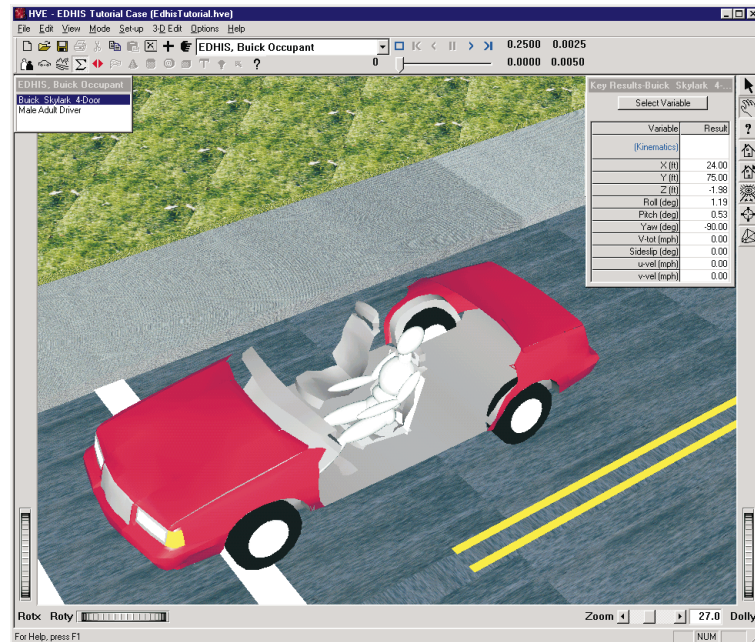 HVE - EDHIS Tutorial Case (EdhisTutorial.hve)
File Edit View Mode Set-up 3-D Edit Options Help
EDHIS, Buick Occupant 0.2500 0.0025
? 0 0.0000 0.0050
EDHIS, Buick Occupant
Buick Skylark 4-Door
Male Adult Driver
Key Results-Buick Skylark 4-...
Select Variable
Variable Result
(Kinematics)
X (ft) 24.00
Y (ft) 75.00
Z (ft) -1.98
Roll (deg) 1.19
Pitch (deg) 0.53
Yaw (deg) -90.00
V-tot (mph) 0.00
Sideslip (deg) 0.00
u-vel (mph) 0.00
v-vel (mph) 0.00
?
Rotx Roty Zoom 27.0 Dolly
For Help, press F1 NUM